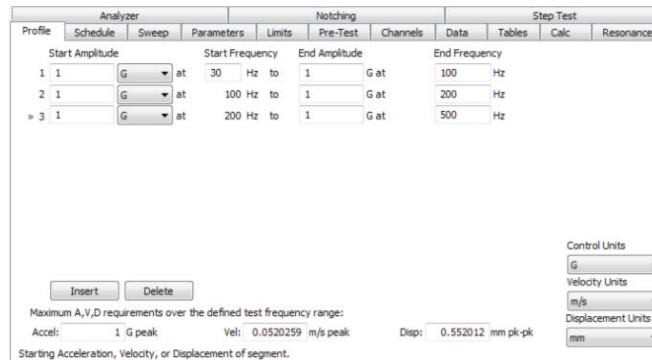 Analyzer Notching Step Test
Profile Schedule Sweep Parameters Limits Pre-Test Channels Data Tables Calc Resonance
Start Amplitude Start Frequency End Amplitude End Frequency
1 1 G at 30 Hz to 1 G at 100 Hz
2 1 G at 100 Hz to 1 G at 200 Hz
» 3 1 G at 200 Hz to 1 G at 500 Hz
Control Units
G
Insert Delete
Velocity Units
m/s
Maximum A,V,D requirements over the defined test frequency range:
Displacement Units
Accel: 1 G peak Vel: 0.0520259 m/s peak Disp: 0.552012 mm pk-pk
mm
Starting Acceleration, Velocity, or Displacement of segment.